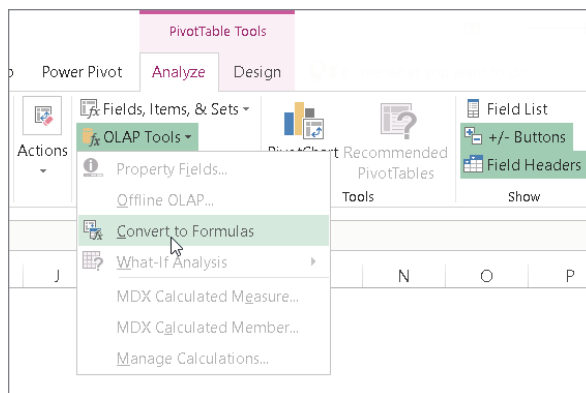 PivotTable Tools
Power Pivot
Analyze
Design
Actions
Fields, Items, & Sets
OLAP Tools
Property Fields...
Offline OLAP...
Convert to Formulas
What-If Analysis
MDX Calculated Measure...
MDX Calculated Member...
Manage Calculations...
PivotChart
Recommended
PivotTables
Tools
Field List
+/- Buttons
Field Headers
Show
J
N
O
P